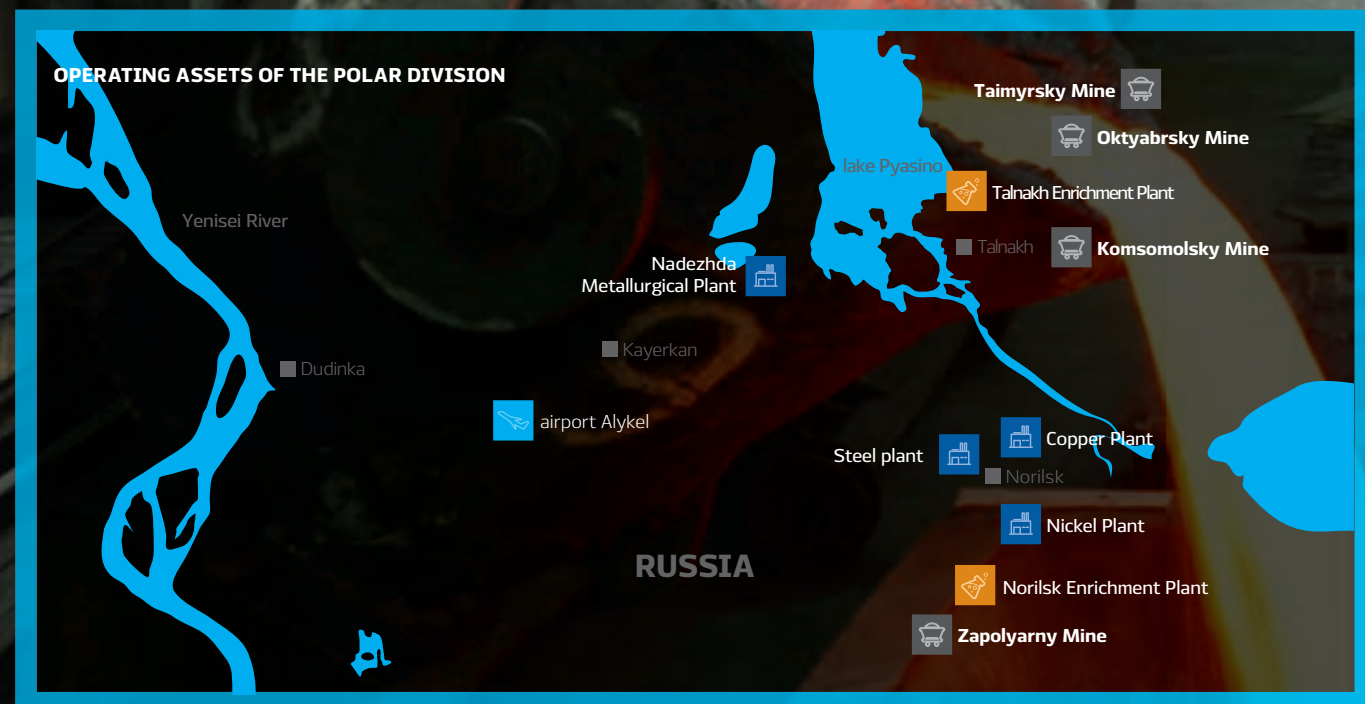 OPERATING ASSETS OF THE POLAR DIVISION
Taimyrsky Mine
Oktyabrsky Mine
lake Pyasino
Talnakh Enrichment Plant
Yenisei River
Talnakh
Komsomolsky Mine
Nadezhda
Metallurgical Plant
Kayerkan
Dudinka
airport Alykel
Copper Plant
Steel plant
Norilsk
Nickel Plant
RUSSIA
Norilsk Enrichment Plant
Zapolyarny Mine